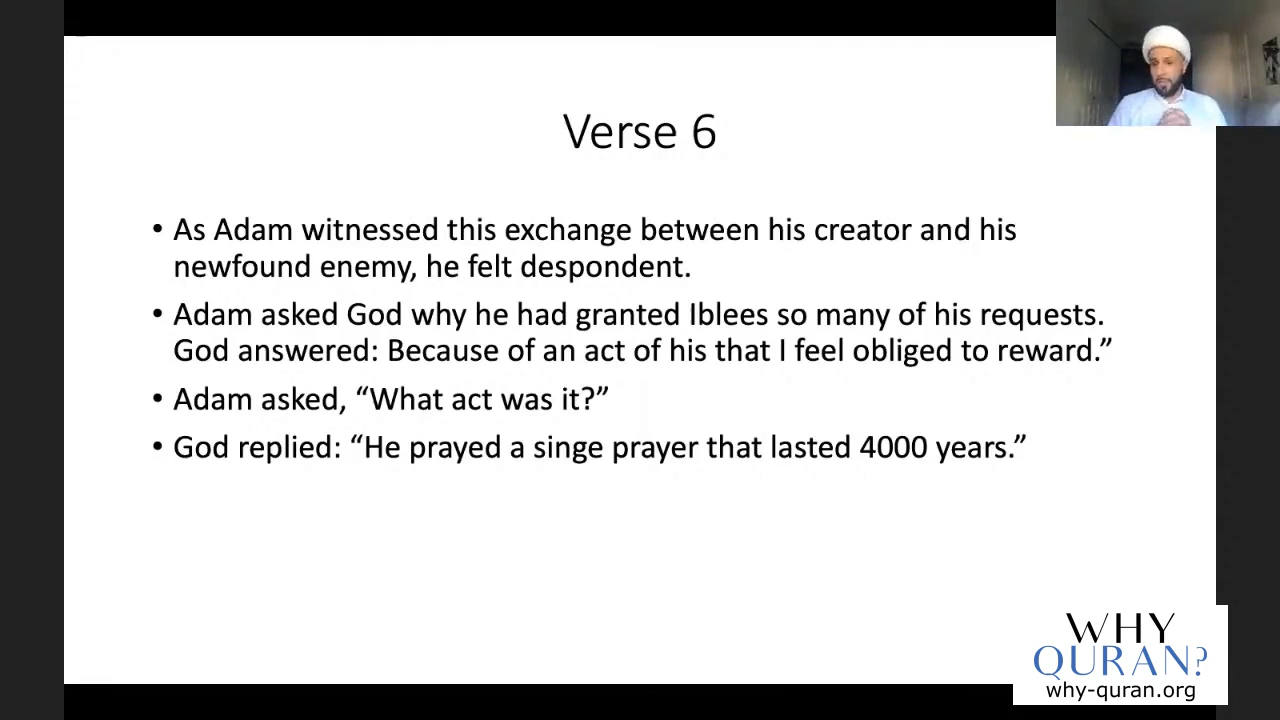 Verse 6
• As Adam witnessed this exchange between his creator and his
newfound enemy, he felt despondent.
• Adam asked God why he had granted Iblees so many of his requests.
God answered: Because of an act of his that I feel obliged to reward.”
• Adam asked, “What act was it?”
• God replied: “He prayed a singe prayer that lasted 4000 years.”
WHY
QURAN?
why-quran.org